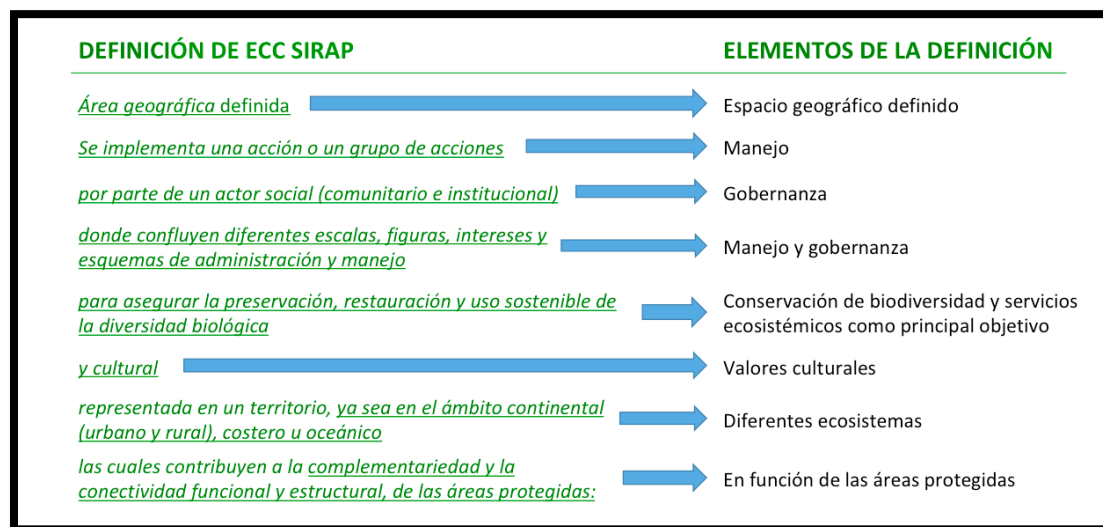 DEFINICIÓN DE ECC SIRAP
ELEMENTOS DE LA DEFINICIÓN
Área geográfica definida
Espacio geográfico definido
Se implementa una acción o un grupo de acciones
Manejo
por parte de un actor social (comunitario e institucional)
Gobernanza
donde confluyen diferentes escalas, figuras, intereses y
esquemas de administración y manejo
Manejo y gobernanza
para asegurar la preservación, restauración y uso sostenible de
la diversidad biológica
Conservación de biodiversidad y servicios
ecosistémicos como principal objetivo
y cultural
Valores culturales
representada en un territorio, ya sea en el ámbito continental
(urbano y rural), costero u oceánico
Diferentes ecosistemas
las cuales contribuyen a la complementariedad y la
conectividad funcional y estructural, de las áreas protegidas:
En función de las áreas protegidas